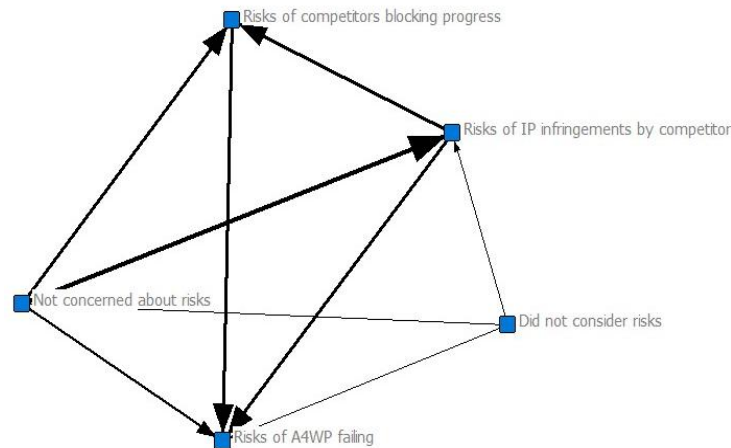 Risks of competitors blocking progress
Risks of IP infringements by competitor
Not concerned about risks
Did not consider risks
Risks of A4WP failing